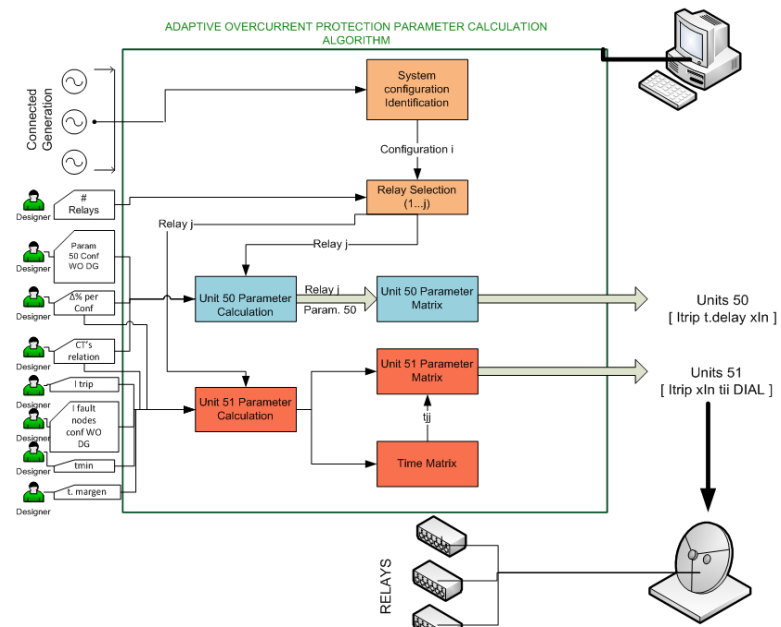 ADAPTIVE OVERCURRENT PROTECTION PARAMETER CALCULATION
ALGORITHM
Connected
Generation
System
configuration
Identification
Configuration i
Relay Selection
(1...j)
Designer
#
Relays
Relay j
Relay j
Designer
Param
50 Conf
WO DG
Designer
Δ% per
Conf
Unit 50 Parameter
Calculation
Relay j
Param. 50
Unit 50 Parameter
Matrix
Units 50
[ Itrip t.delay xIn ]
Designer
CT's
relation
Designer
I trip
Unit 51 Parameter
Calculation
Unit 51 Parameter
Matrix
Units 51
[ Itrip xIn tii DIAL ]
Designer
I fault
nodes
conf WO
DG
tjj
Time Matrix
Designer
tmin
Designer
t. margen
RELAYS